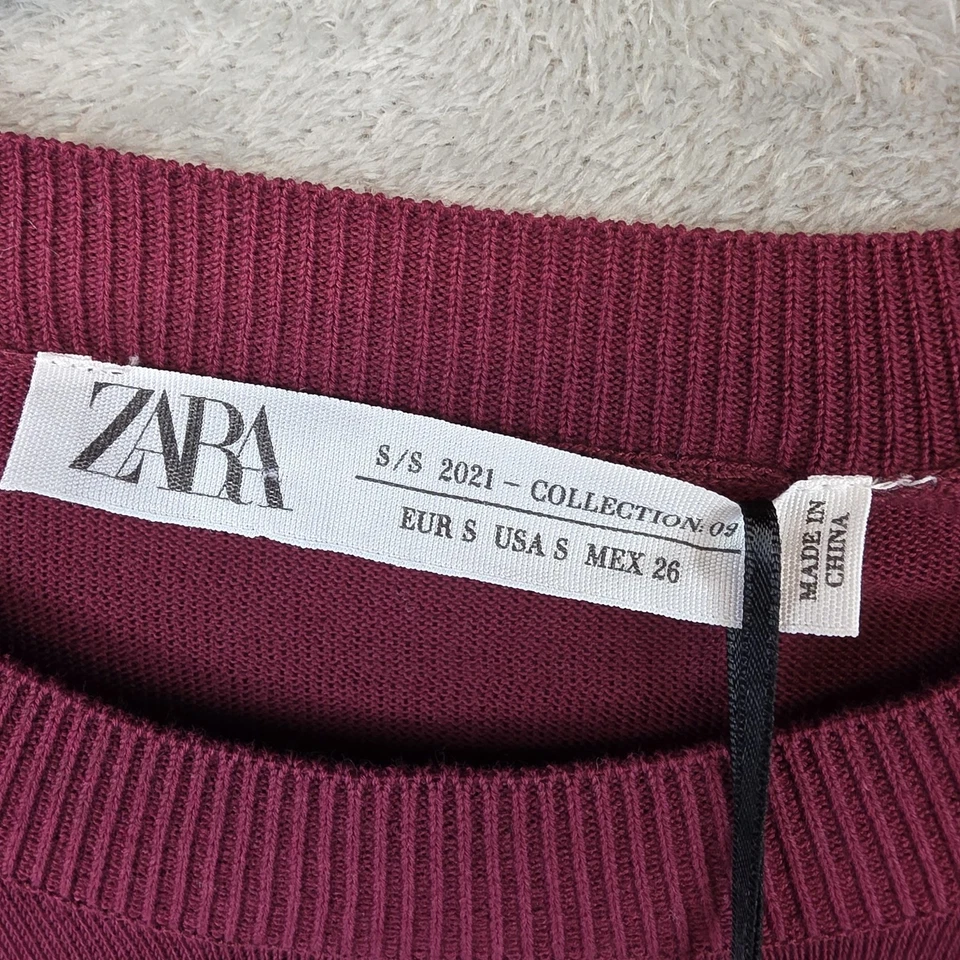 ZARA
S/S 2021 - COLLECTION: 09
EUR S USA S MEX 26
MADE IN
CHINA